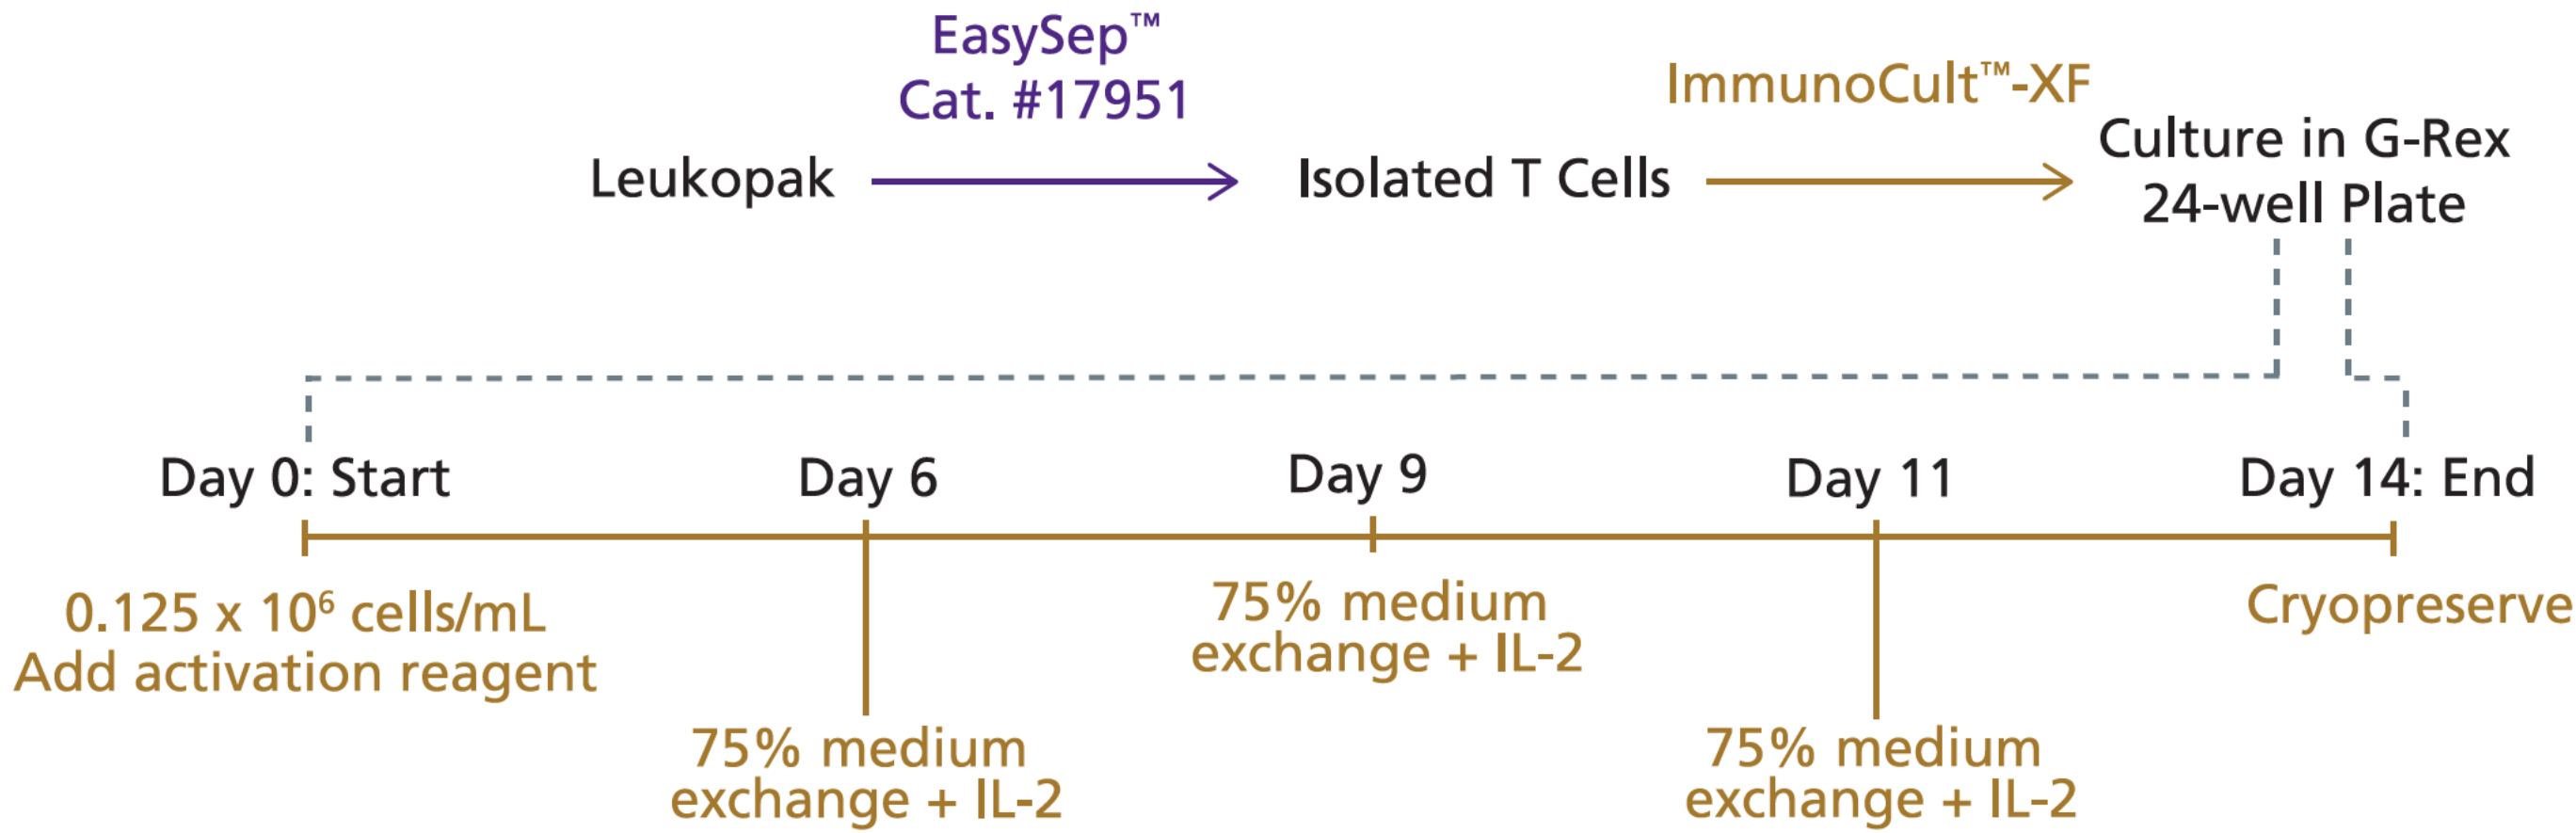 EasySep™
Cat. #17951
ImmunoCult™-XF
Leukopak
Isolated T Cells
Culture in G-Rex
24-well Plate
Day 0: Start
Day 6
Day 9
Day 11
Day 14: End
0.125 x 10⁶ cells/mL
Add activation reagent
75% medium
exchange + IL-2
75% medium
exchange + IL-2
75% medium
exchange + IL-2
Cryopreserve